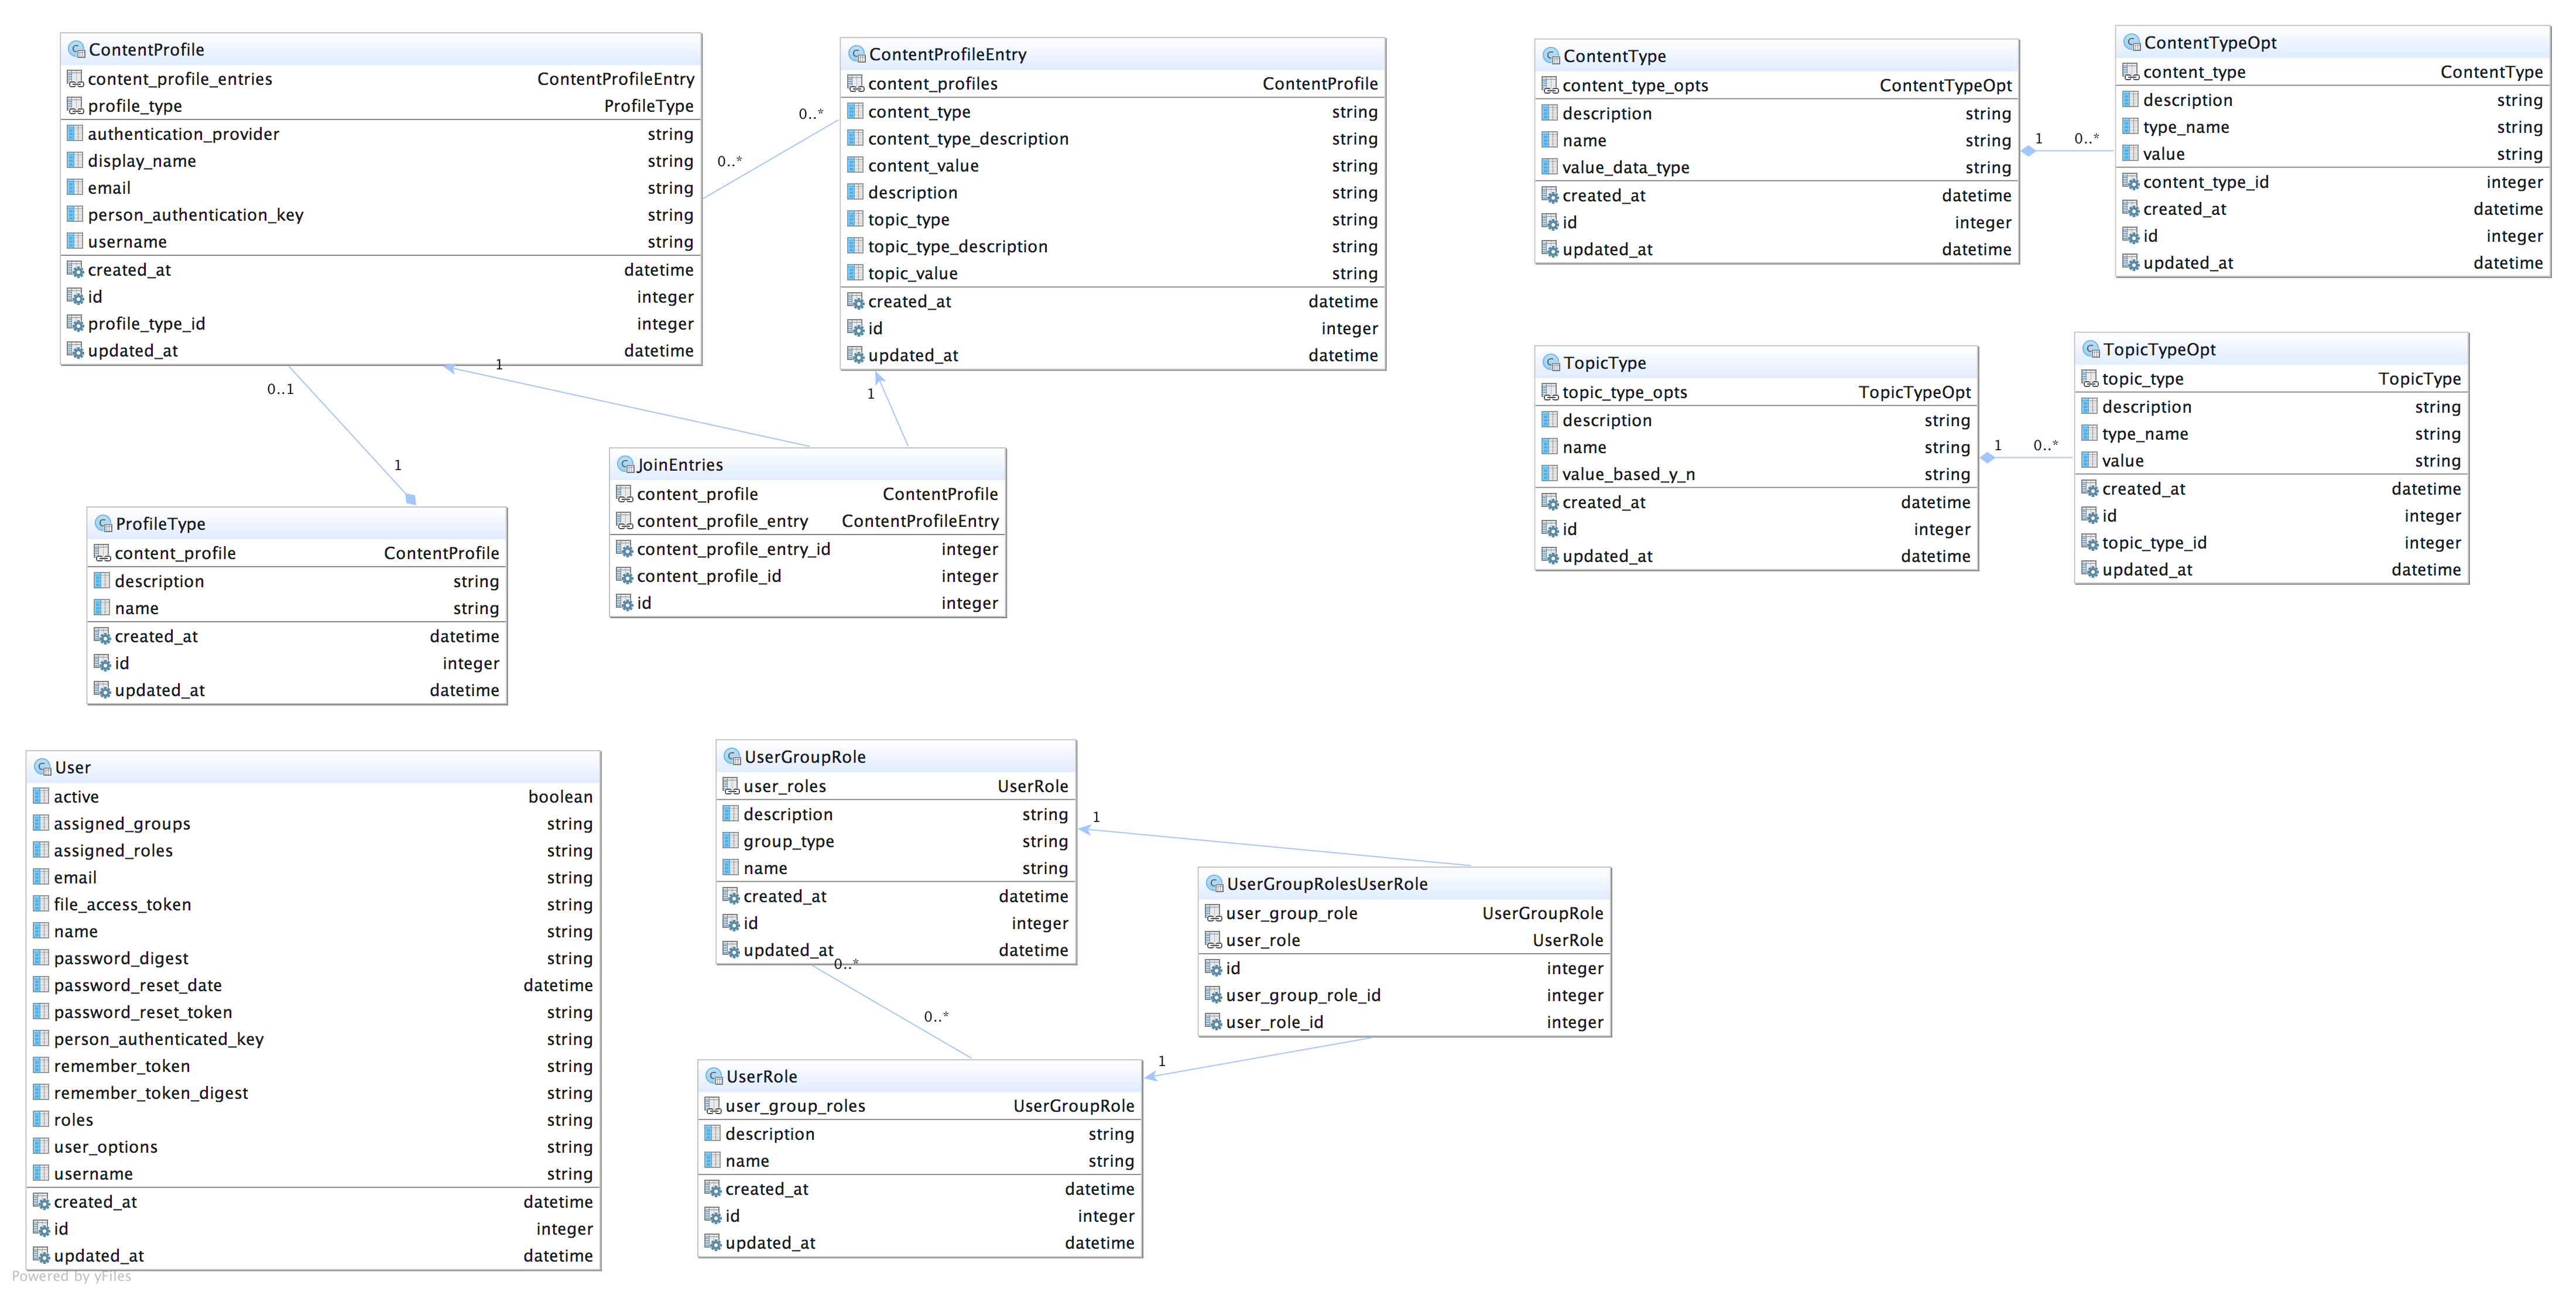 ContentProfile
content_profile_entries ContentProfileEntry
profile_type ProfileType
authentication_provider string
display_name string
email string
person_authentication_key string
username string
created_at datetime
id integer
profile_type_id integer
updated_at datetime
0..*
0..*
ContentProfileEntry
content_profiles ContentProfile
content_type string
content_type_description string
content_value string
description string
topic_type string
topic_type_description string
topic_value string
created_at datetime
id integer
updated_at datetime
ContentType
content_type_opts ContentTypeOpt
description string
name string
value_data_type string
created_at datetime
id integer
updated_at datetime
1 0..*
ContentTypeOpt
content_type ContentType
description string
type_name string
value string
content_type_id integer
created_at datetime
id integer
updated_at datetime
0..1
1
1
1
JoinEntries
content_profile ContentProfile
content_profile_entry ContentProfileEntry
content_profile_entry_id integer
content_profile_id integer
id integer
ProfileType
content_profile ContentProfile
description string
name string
created_at datetime
id integer
updated_at datetime
TopicType
topic_type_opts TopicTypeOpt
description string
name string
value_based_y_n string
created_at datetime
id integer
updated_at datetime
1 0..*
TopicTypeOpt
topic_type TopicType
description string
type_name string
value string
created_at datetime
id integer
topic_type_id integer
updated_at datetime
User
active boolean
assigned_groups string
assigned_roles string
email string
file_access_token string
name string
password_digest string
password_reset_date datetime
password_reset_token string
person_authenticated_key string
remember_token string
remember_token_digest string
roles string
user_options string
username string
created_at datetime
id integer
updated_at datetime
UserGroupRole
user_roles UserRole
description string
group_type string
name string
created_at datetime
id integer
updated_at datetime
0..*
0..*
1
UserGroupRolesUserRole
user_group_role UserGroupRole
user_role UserRole
id integer
user_group_role_id integer
user_role_id integer
1
UserRole
user_group_roles UserGroupRole
description string
name string
created_at datetime
id integer
updated_at datetime
Powered by yFiles